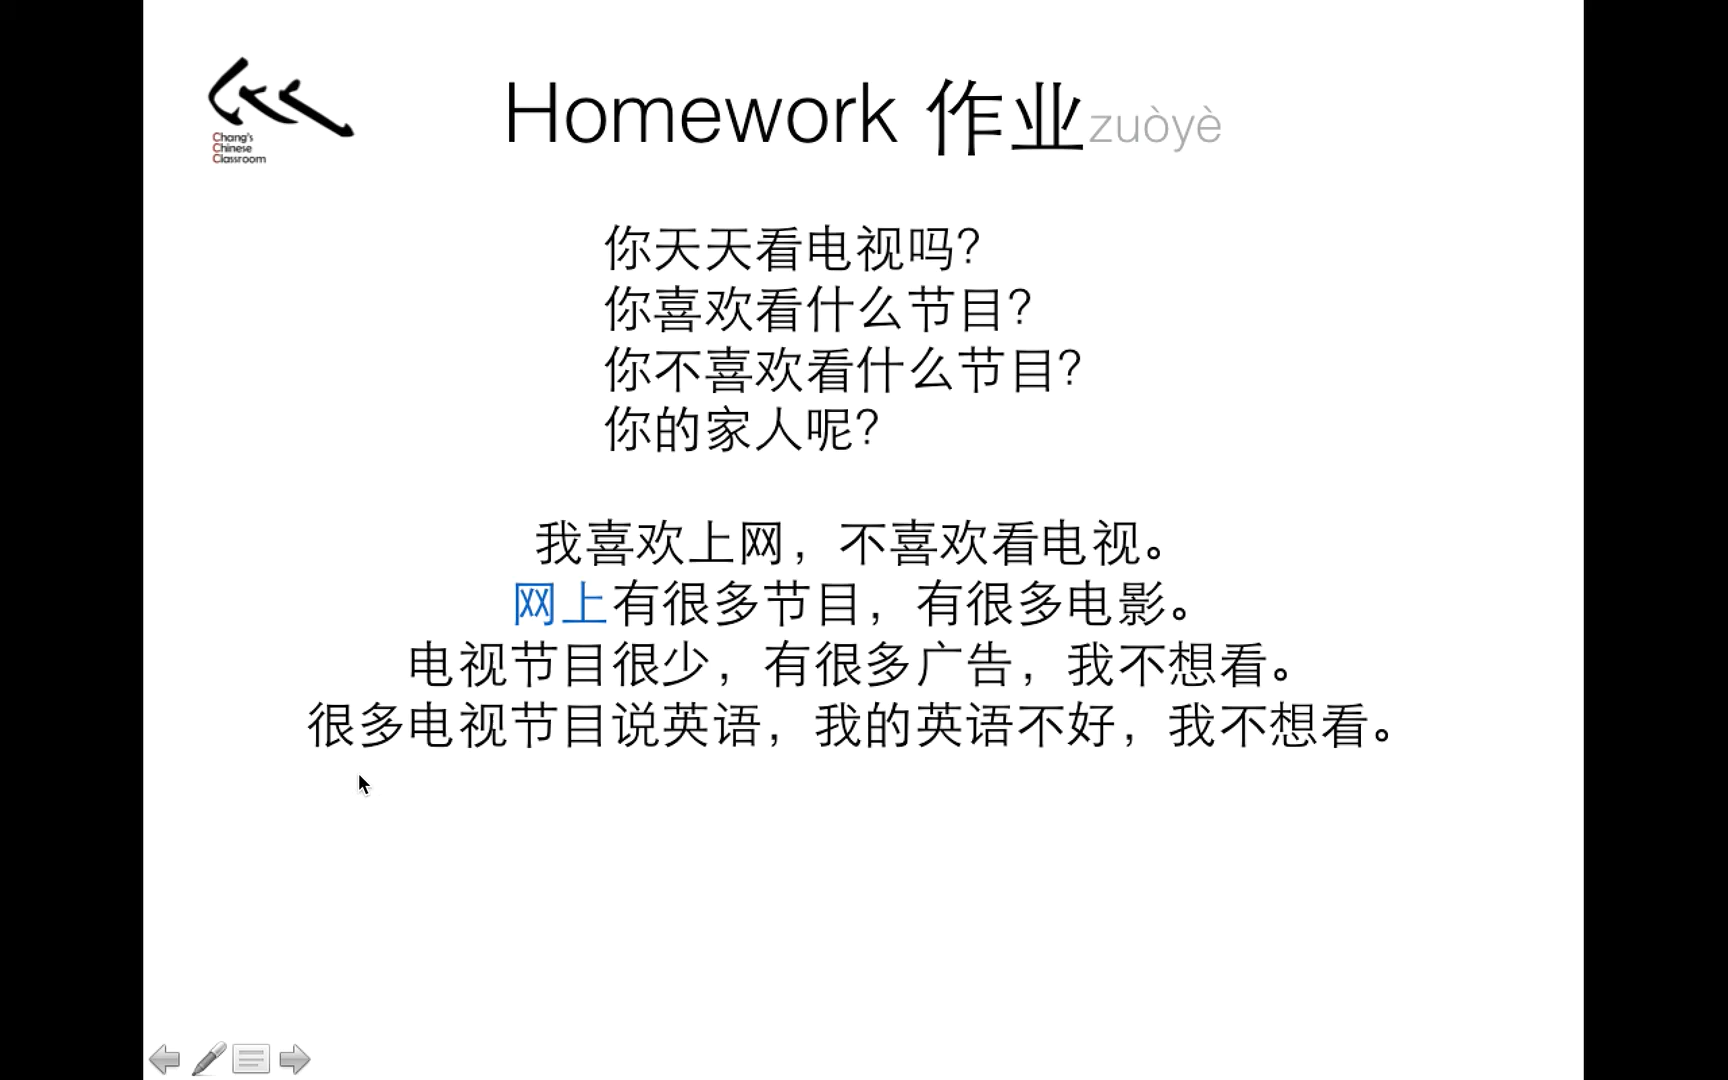 Chang's
Chinese
Classroom
Homework 作业zuòyè
你天天看电视吗？
你喜欢看什么节目？
你不喜欢看什么节目？
你的家人呢？
我喜欢上网，不喜欢看电视。
网上有很多节目，有很多电影。
电视节目很少，有很多广告，我不想看。
很多电视节目说英语，我的英语不好，我不想看。